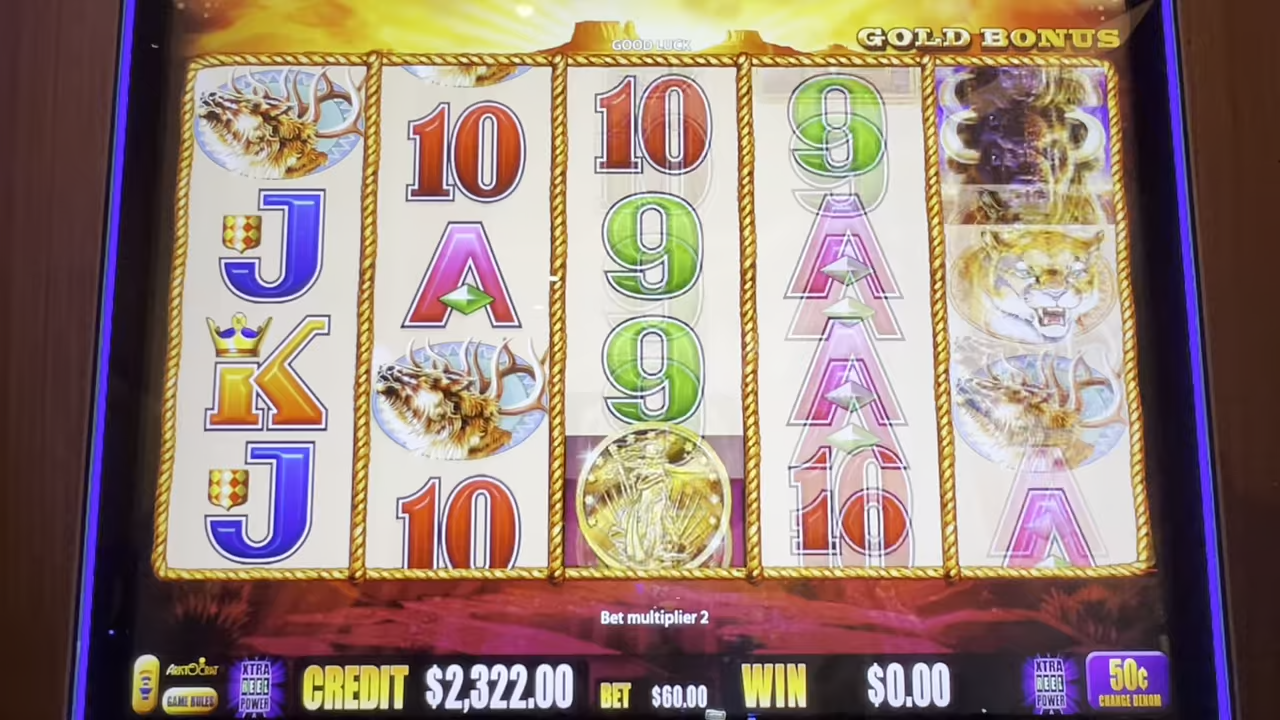 GOOD LUCK
GOLD BONUS
10 9
J 10 9
A 9 A
K A
J 10 10 A
Bet multiplier 2
ARISTOCRAT
GAME RULES
XTRA
REEL
POWER
CREDIT $2,322.00
BET $60.00
WIN $0.00
XTRA
REEL
POWER
50¢
CHANGE DENOM